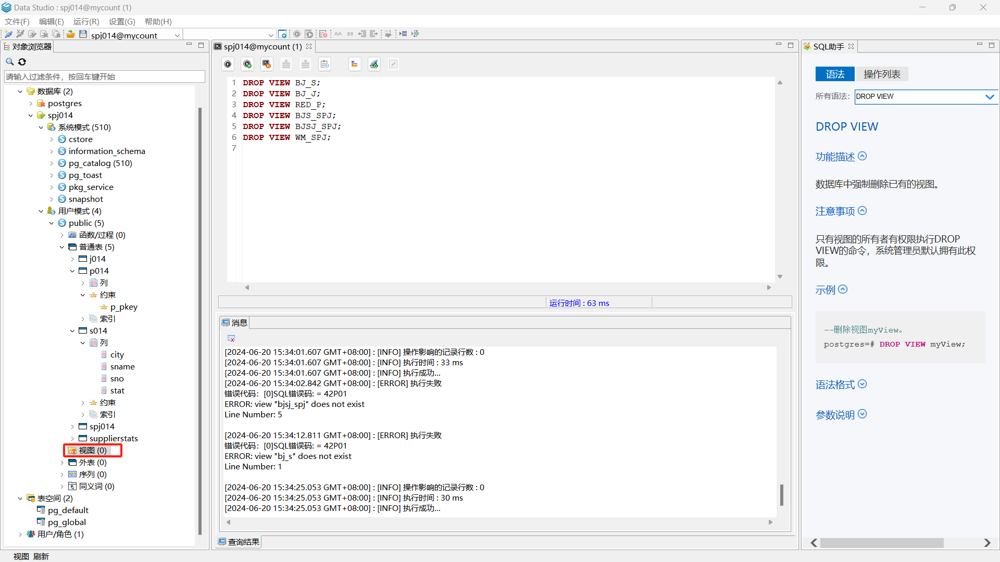 Data Studio : spj014@mycount (1)
文件(F) 编辑(E) 运行(R) 设置(G) 帮助(H)
spj014@mycount
对象浏览器
请输入过滤条件，按回车键开始
数据库 (2)
postgres
spj014
系统模式 (510)
cstore
information_schema
pg_catalog (510)
pg_toast
pkg_service
snapshot
用户模式 (4)
public (5)
函数/过程 (0)
普通表 (5)
j014
p014
列
约束
p_pkey
索引
s014
列
city
sname
sno
stat
约束
索引
spj014
supplierstats
视图 (0)
外表 (0)
序列 (0)
同义词 (0)
表空间 (2)
pg_default
pg_global
用户/角色 (1)
视图 刷新
spj014@mycount (1)
1 DROP VIEW BJ_S;
2 DROP VIEW BJ_J;
3 DROP VIEW RED_P;
4 DROP VIEW BJS_SPJ;
5 DROP VIEW BJSJ_SPJ;
6 DROP VIEW WM_SPJ;
7
运行时间 : 63 ms
消息
[2024-06-20 15:34:01.607 GMT+08:00] : [INFO] 操作影响的记录行数 : 0
[2024-06-20 15:34:01.607 GMT+08:00] : [INFO] 执行时间 : 33 ms
[2024-06-20 15:34:01.607 GMT+08:00] : [INFO] 执行成功...
[2024-06-20 15:34:02.842 GMT+08:00] : [ERROR] 执行失败
错误代码：[0]SQL错误码: = 42P01
ERROR: view "bjsj_spj" does not exist
Line Number: 5
[2024-06-20 15:34:12.811 GMT+08:00] : [ERROR] 执行失败
错误代码：[0]SQL错误码: = 42P01
ERROR: view "bj_s" does not exist
Line Number: 1
[2024-06-20 15:34:25.053 GMT+08:00] : [INFO] 操作影响的记录行数 : 0
[2024-06-20 15:34:25.053 GMT+08:00] : [INFO] 执行时间 : 30 ms
[2024-06-20 15:34:25.053 GMT+08:00] : [INFO] 执行成功...
查询结果
SQL助手
语法 操作列表
所有语法: DROP VIEW
DROP VIEW
功能描述
数据库中强制删除已有的视图。
注意事项
只有视图的所有者有权限执行DROP
VIEW的命令，系统管理员默认拥有此权
限。
示例
--删除视图myView。
postgres=# DROP VIEW myView;
语法格式
参数说明